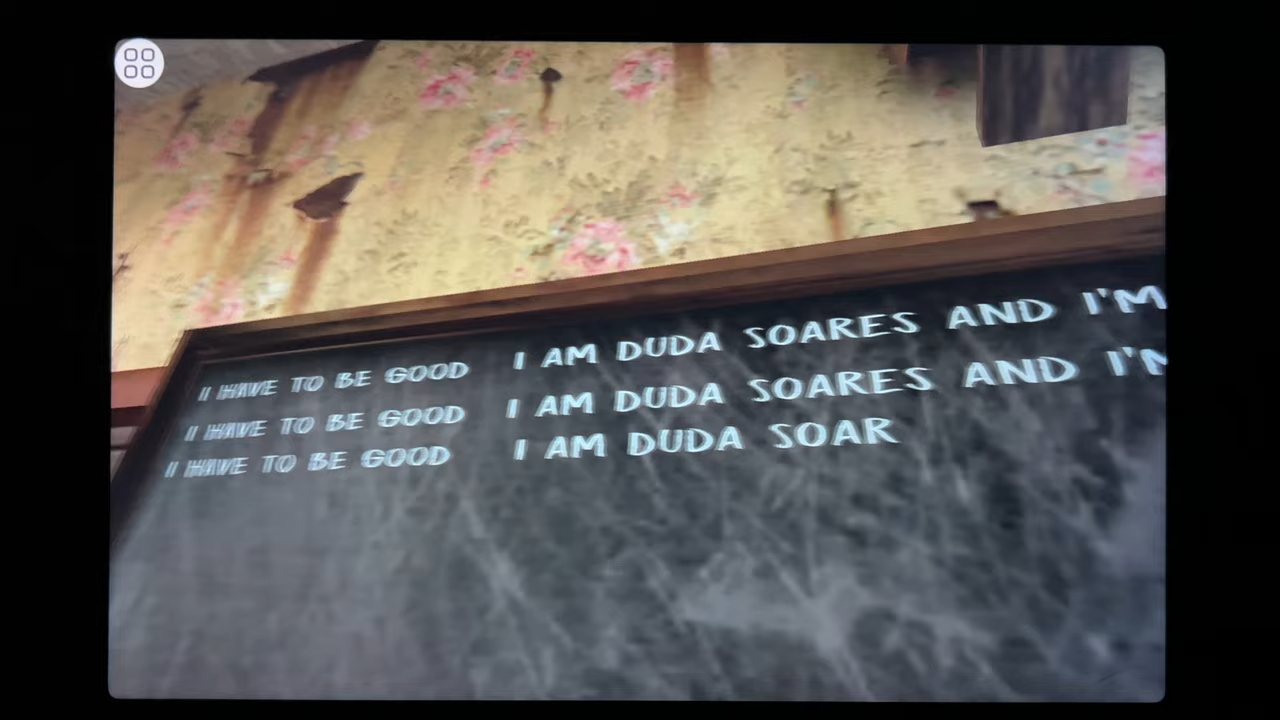 I HAVE TO BE GOOD
I HAVE TO BE GOOD
I HAVE TO BE GOOD
I AM DUDA SOARES AND I'M
I AM DUDA SOARES AND I'M
I AM DUDA SOAR